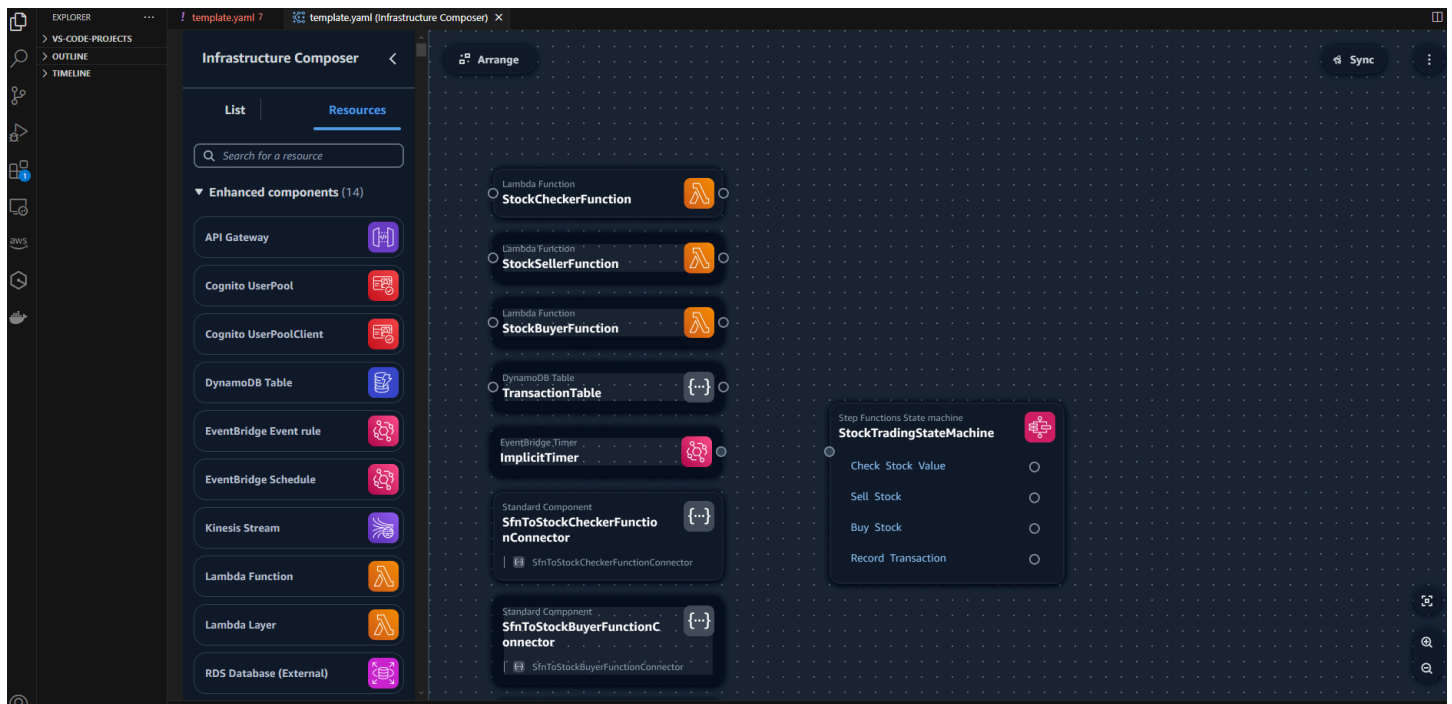 EXPLORER ...
VS-CODE-PROJECTS
OUTLINE
TIMELINE
1
aws
! template.yaml 7
template.yaml (Infrastructure Composer)
Infrastructure Composer
List
Resources
Search for a resource
Enhanced components (14)
API Gateway
Cognito UserPool
Cognito UserPoolClient
DynamoDB Table
EventBridge Event rule
EventBridge Schedule
Kinesis Stream
Lambda Function
Lambda Layer
RDS Database (External)
Arrange
Sync
Lambda Function
StockCheckerFunction
Lambda Function
StockSellerFunction
Lambda Function
StockBuyerFunction
DynamoDB Table
TransactionTable
{...}
EventBridge Timer
ImplicitTimer
Standard Component
SfnToStockCheckerFunctio
nConnector
{...}
SfnToStockCheckerFunctionConnector
Standard Component
SfnToStockBuyerFunctionC
onnector
{...}
SfnToStockBuyerFunctionConnector
Step Functions State machine
StockTradingStateMachine
Check Stock Value
Sell Stock
Buy Stock
Record Transaction